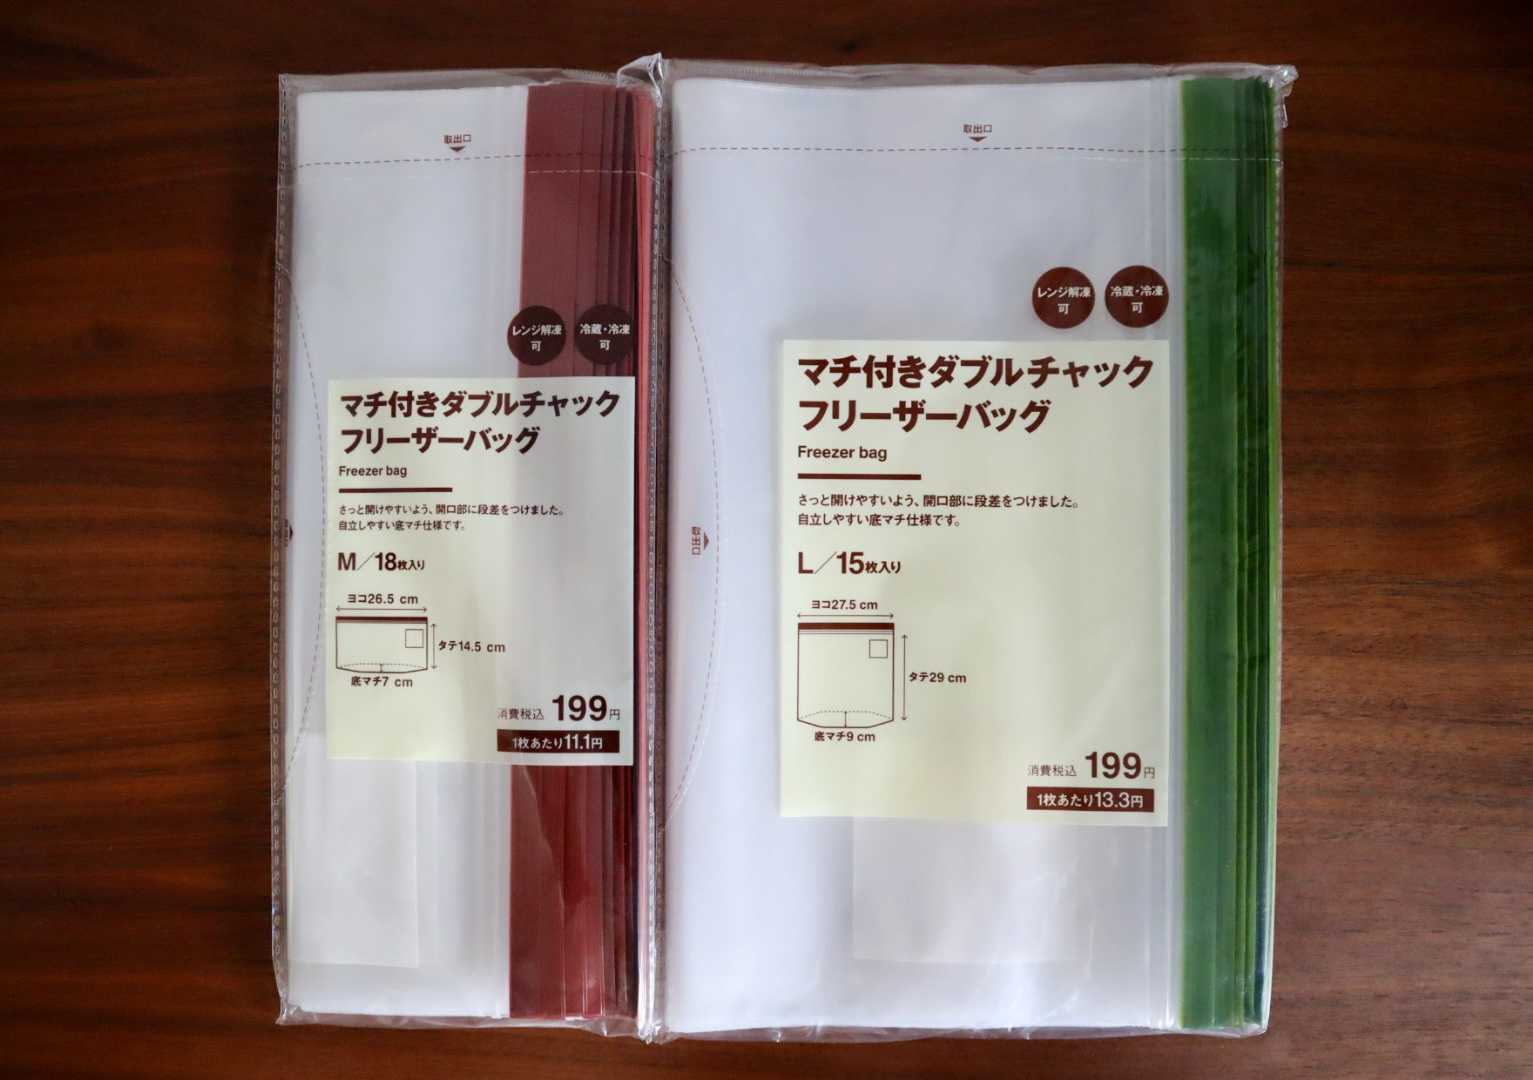 取出口
レンジ解凍
可
冷蔵・冷凍
可
マチ付きダブルチャック
フリーザーバッグ
Freezer bag
さっと開けやすいよう、開口部に段差をつけました。
自立しやすい底マチ仕様です。
M/18枚入り
ヨコ26.5 cm
タテ14.5 cm
底マチ7 cm
消費税込 199円
1枚あたり11.1円
取出口
取出口
レンジ解凍
可
冷蔵・冷凍
可
マチ付きダブルチャック
フリーザーバッグ
Freezer bag
さっと開けやすいよう、開口部に段差をつけました。
自立しやすい底マチ仕様です。
L/15枚入り
ヨコ27.5 cm
タテ29 cm
底マチ9 cm
消費税込 199円
1枚あたり13.3円